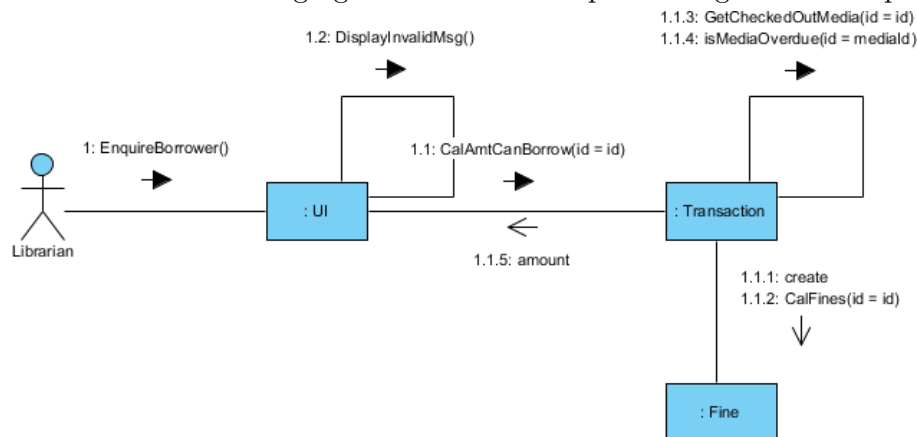 1.1.3: GetCheckedOutMedia(id = id)
1.2: DisplayInvalidMsg()
1.1.4: isMediaOverdue(id = mediaId)
1: EnquireBorrower()
1.1: CalAmtCanBorrow(id = id)
: UI
: Transaction
Librarian
1.1.5: amount
1.1.1: create
1.1.2: CalFines(id = id)
: Fine